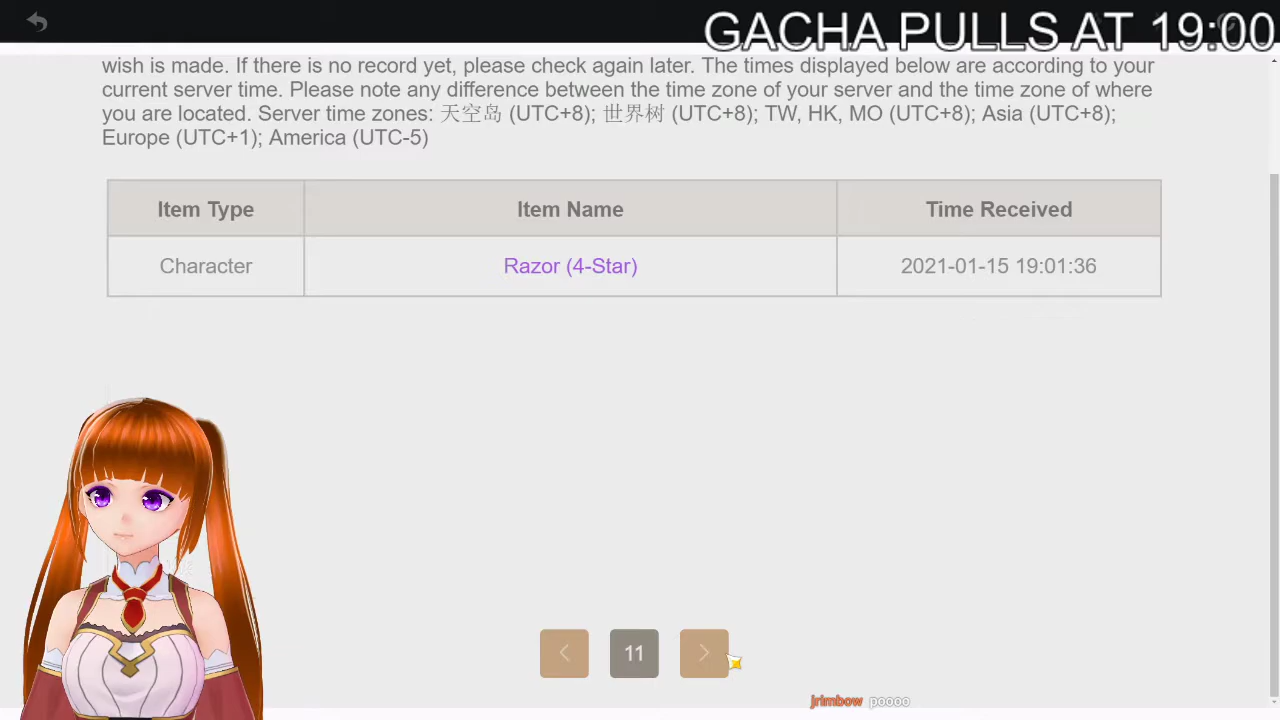 GACHA PULLS AT 19:00
wish is made. If there is no record yet, please check again later. The times displayed below are according to your
current server time. Please note any difference between the time zone of your server and the time zone of where
you are located. Server time zones: 天空岛 (UTC+8); 世界树 (UTC+8); TW, HK, MO (UTC+8); Asia (UTC+8);
Europe (UTC+1); America (UTC-5)
Item Type Item Name Time Received
Character Razor (4-Star) 2021-01-15 19:01:36
11
jrimbow poooo